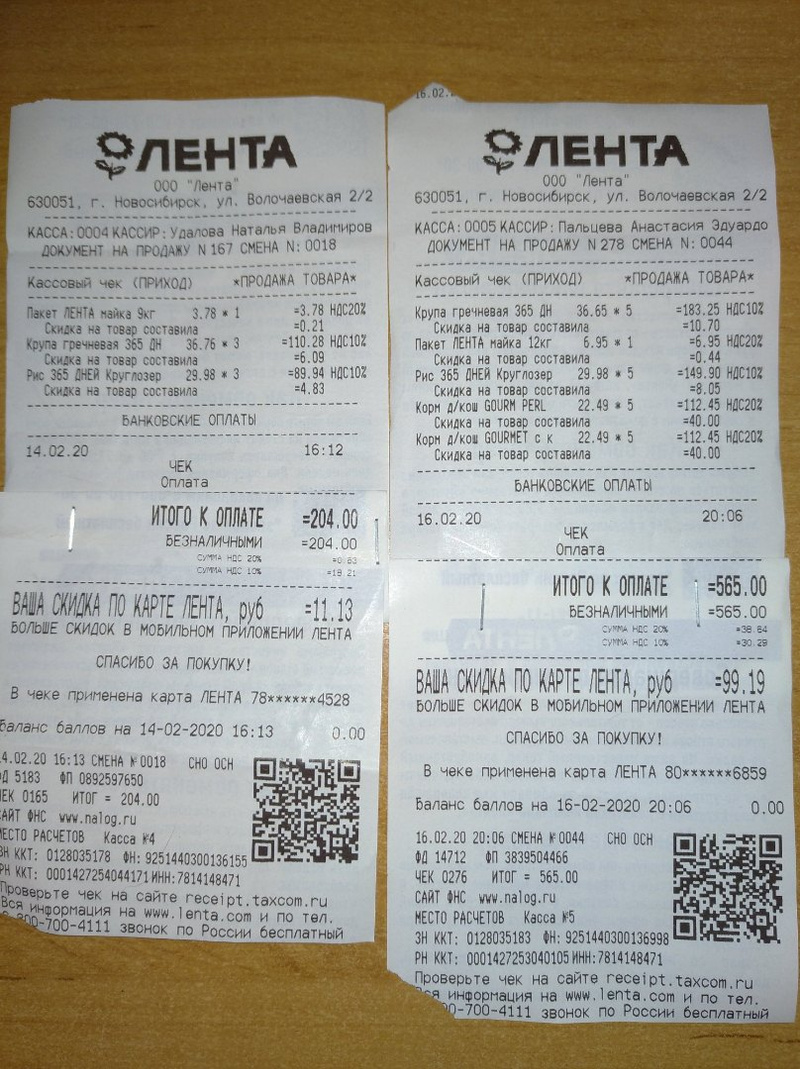 ЛЕНТА
ООО "Лента"
630051, г. Новосибирск, ул. Волочаевская 2/2
КАССА:0004 КАССИР:Удалова Наталья Владимиров
ДОКУМЕНТ НА ПРОДАЖУ N 167 СМЕНА N:0018
Кассовый чек (ПРИХОД) *ПРОДАЖА ТОВАРА*
Пакет ЛЕНТА майка 9кг 3.78 * 1 =3.78 НДС20%
Скидка на товар составила =0.21
Крупа гречневая 365 ДН 36.76 * 3 =110.28 НДС10%
Скидка на товар составила =6.09
Рис 365 ДНЕЙ Круглозер 29.98 * 3 =89.94 НДС10%
Скидка на товар составила =4.83
БАНКОВСКИЕ ОПЛАТЫ
14.02.20 16:12
ЧЕК
Оплата
ИТОГО К ОПЛАТЕ =204.00
БЕЗНАЛИЧНЫМИ =204.00
СУММА НДС 20% =0.63
СУММА НДС 10% =18.21
ВАША СКИДКА ПО КАРТЕ ЛЕНТА, руб =11.13
БОЛЬШЕ СКИДОК В МОБИЛЬНОМ ПРИЛОЖЕНИИ ЛЕНТА
СПАСИБО ЗА ПОКУПКУ!
В чеке применена карта ЛЕНТА 78******4528
Баланс баллов на 14-02-2020 16:13 0.00
14.02.20 16:13 СМЕНА №0018 СНО ОСН
ФД 5183 ФП 0892597650
ЧЕК 0165 ИТОГ = 204.00
САЙТ ФНС www.nalog.ru
МЕСТО РАСЧЕТОВ Касса №4
ЗН ККТ: 0128035178 ФН: 9251440300136155
РН ККТ: 0001427254044171 ИНН:7814148471
Проверьте чек на сайте receipt.taxcom.ru
Вся информация на www.lenta.com и по тел.
800-700-4111 звонок по России бесплатный
16.02.
ЛЕНТА
ООО "Лента"
630051, г. Новосибирск, ул. Волочаевская 2/2
КАССА:0005 КАССИР: Пальцева Анастасия Эдуардо
ДОКУМЕНТ НА ПРОДАЖУ N 278 СМЕНА N:0044
Кассовый чек (ПРИХОД) *ПРОДАЖА ТОВАРА*
Крупа гречневая 365 ДН 36.65 * 5 =183.25 НДС10%
Скидка на товар составила =10.70
Пакет ЛЕНТА майка 12кг 6.95 * 1 =6.95 НДС20%
Скидка на товар составила =0.44
Рис 365 ДНЕЙ Круглозер 29.98 * 5 =149.90 НДС10%
Скидка на товар составила =8.05
Корм д/кош GOURM PERL 22.49 * 5 =112.45 НДС20%
Скидка на товар составила =40.00
Корм д/кош GOURMET с к 22.49 * 5 =112.45 НДС20%
Скидка на товар составила =40.00
БАНКОВСКИЕ ОПЛАТЫ
16.02.20 20:06
ЧЕК
Оплата
ИТОГО К ОПЛАТЕ =565.00
БЕЗНАЛИЧНЫМИ =565.00
СУММА НДС 20% =38.64
СУММА НДС 10% =30.29
ВАША СКИДКА ПО КАРТЕ ЛЕНТА, руб =99.19
БОЛЬШЕ СКИДОК В МОБИЛЬНОМ ПРИЛОЖЕНИИ ЛЕНТА
СПАСИБО ЗА ПОКУПКУ!
В чеке применена карта ЛЕНТА 80******6859
Баланс баллов на 16-02-2020 20:06 0.00
16.02.20 20:06 СМЕНА №0044 СНО ОСН
ФД 14712 ФП 3839504466
ЧЕК 0276 ИТОГ = 565.00
САЙТ ФНС www.nalog.ru
МЕСТО РАСЧЕТОВ Касса №5
ЗН ККТ: 0128035183 ФН: 9251440300136998
РН ККТ: 0001427253040105 ИНН:7814148471
Проверьте чек на сайте receipt.taxcom.ru
Вся информация на www.lenta.com и по тел.
0-700-4111 звонок по России бесплатный